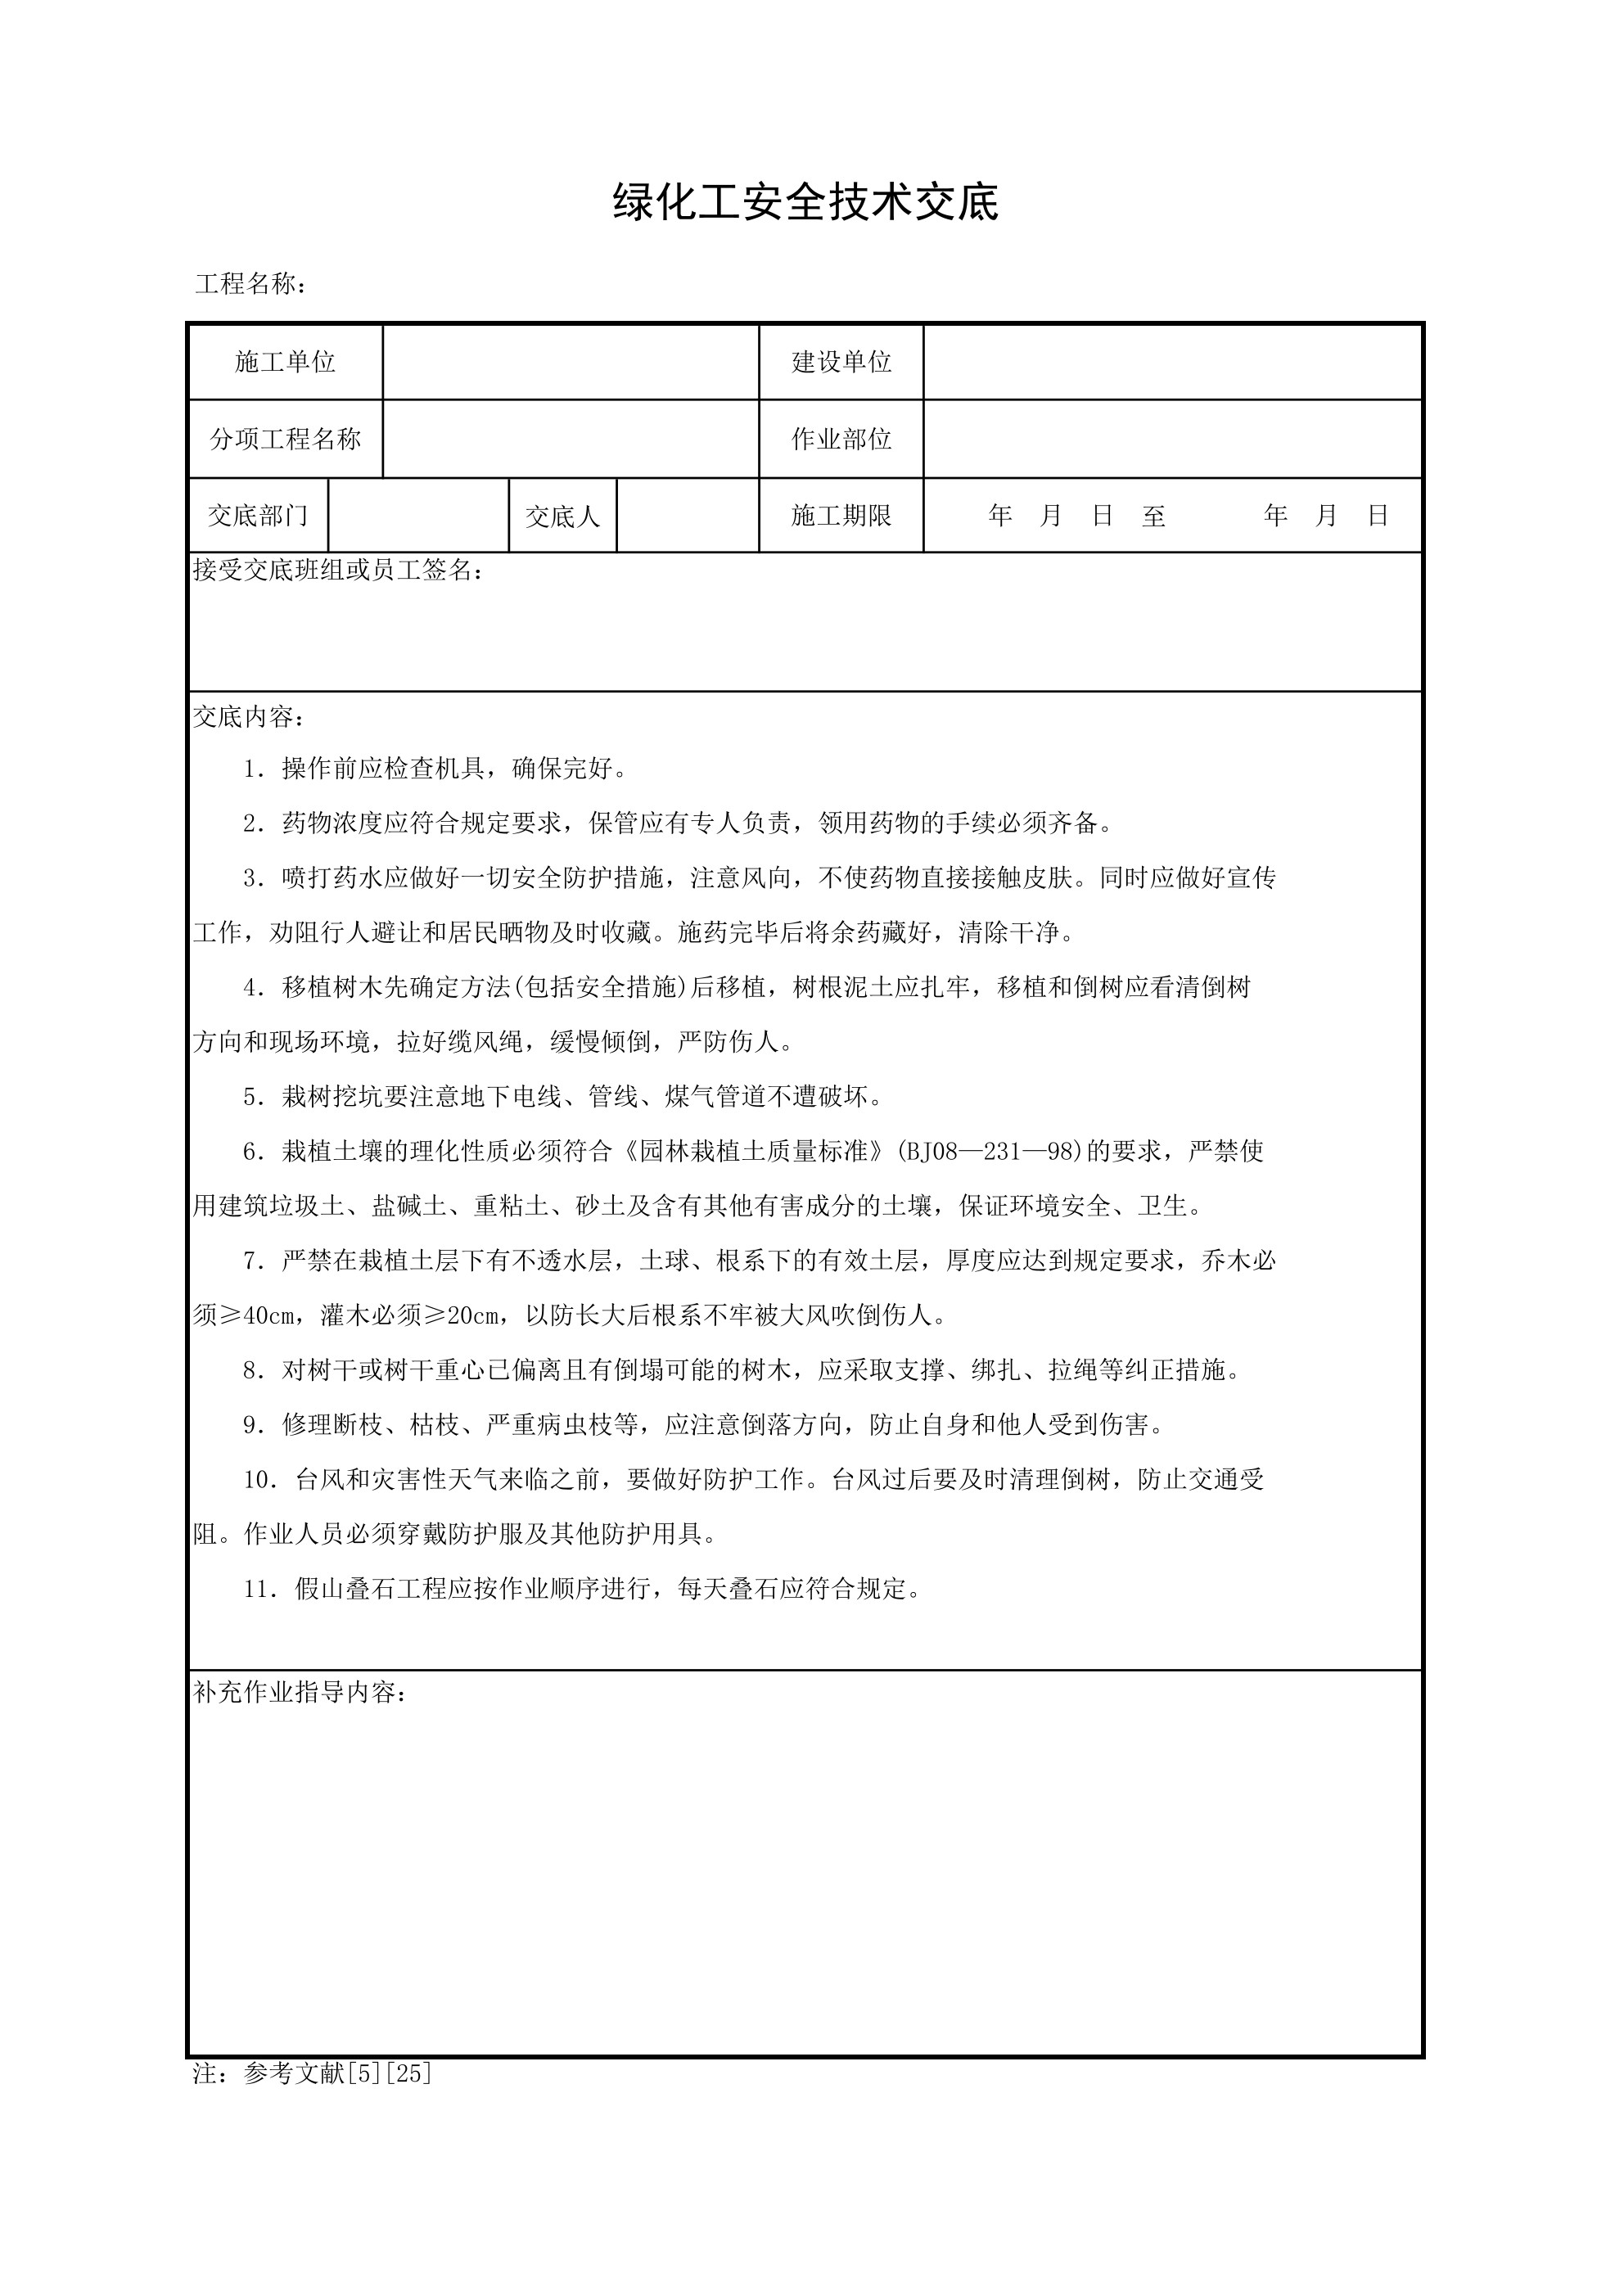 绿化工安全技术交底
工程名称：
施工单位 建设单位
分项工程名称 作业部位
交底部门 交底人 施工期限 年 月 日 至 年 月 日
接受交底班组或员工签名：
交底内容：
1．操作前应检查机具，确保完好。
2．药物浓度应符合规定要求，保管应有专人负责，领用药物的手续必须齐备。
3．喷打药水应做好一切安全防护措施，注意风向，不使药物直接接触皮肤。同时应做好宣传
工作，劝阻行人避让和居民晒物及时收藏。施药完毕后将余药藏好，清除干净。
4．移植树木先确定方法(包括安全措施)后移植，树根泥土应扎牢，移植和倒树应看清倒树
方向和现场环境，拉好缆风绳，缓慢倾倒，严防伤人。
5．栽树挖坑要注意地下电线、管线、煤气管道不遭破坏。
6．栽植土壤的理化性质必须符合《园林栽植土质量标准》(BJ08—231—98)的要求，严禁使
用建筑垃圾土、盐碱土、重粘土、砂土及含有其他有害成分的土壤，保证环境安全、卫生。
7．严禁在栽植土层下有不透水层，土球、根系下的有效土层，厚度应达到规定要求，乔木必
须≥40cm，灌木必须≥20cm，以防长大后根系不牢被大风吹倒伤人。
8．对树干或树干重心已偏离且有倒塌可能的树木，应采取支撑、绑扎、拉绳等纠正措施。
9．修理断枝、枯枝、严重病虫枝等，应注意倒落方向，防止自身和他人受到伤害。
10．台风和灾害性天气来临之前，要做好防护工作。台风过后要及时清理倒树，防止交通受
阻。作业人员必须穿戴防护服及其他防护用具。
11．假山叠石工程应按作业顺序进行，每天叠石应符合规定。
补充作业指导内容：
注：参考文献[5][25]